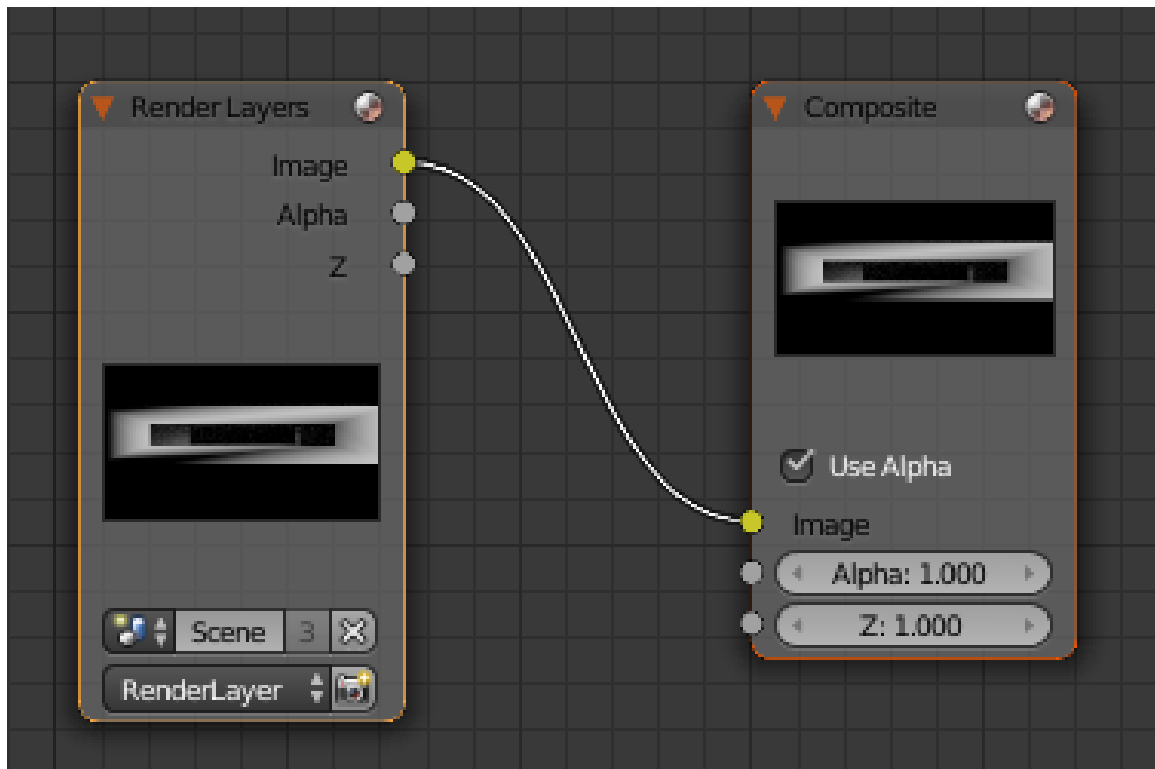 Render Layers
Image
Alpha
Z
Scene
3
RenderLayer
Composite
Use Alpha
Image
Alpha: 1.000
Z: 1.000